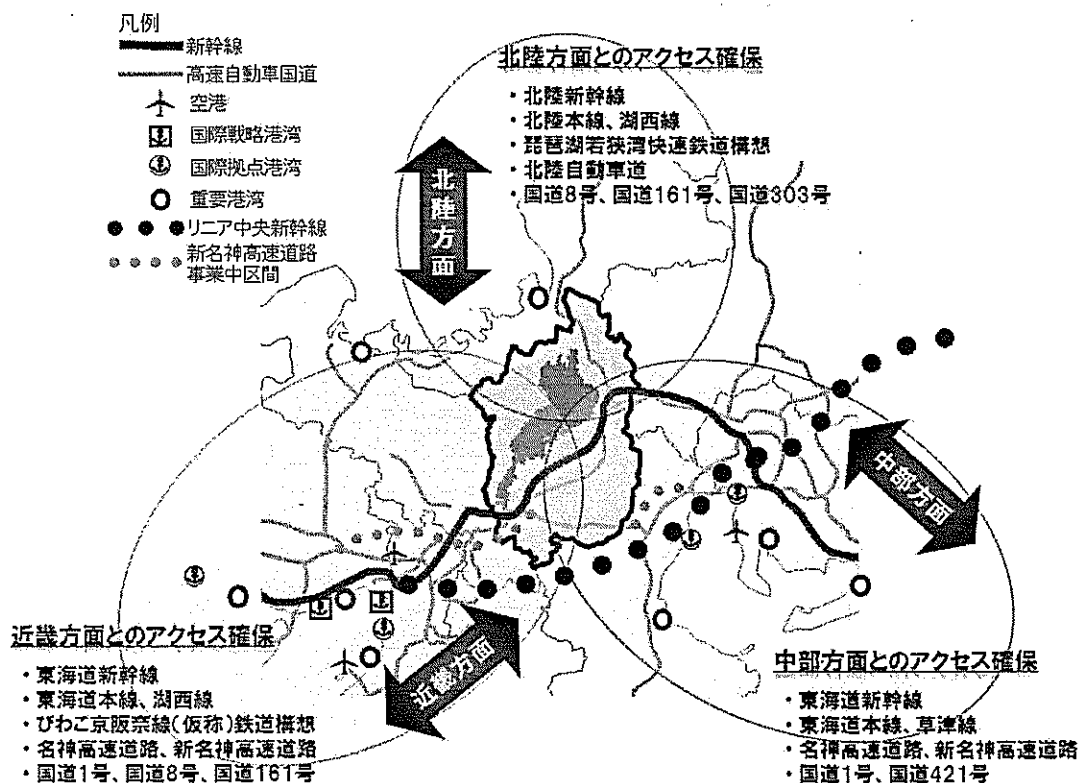 凡例
新幹線
高速自動車国道
空港
国際戦略港湾
国際拠点港湾
重要港湾
リニア中央新幹線
新名神高速道路
事業中区間
北陸方面とのアクセス確保
・北陸新幹線
・北陸本線、湖西線
・琵琶湖若狭湾快速鉄道構想
・北陸自動車道
・国道8号、国道161号、国道303号
北陸方面
中部方面
近畿方面
近畿方面とのアクセス確保
・東海道新幹線
・東海道本線、湖西線
・びわこ京阪奈線(仮称)鉄道構想
・名神高速道路、新名神高速道路
・国道1号、国道8号、国道161号
中部方面とのアクセス確保
・東海道新幹線
・東海道本線、草津線
・名神高速道路、新名神高速道路
・国道1号、国道421号